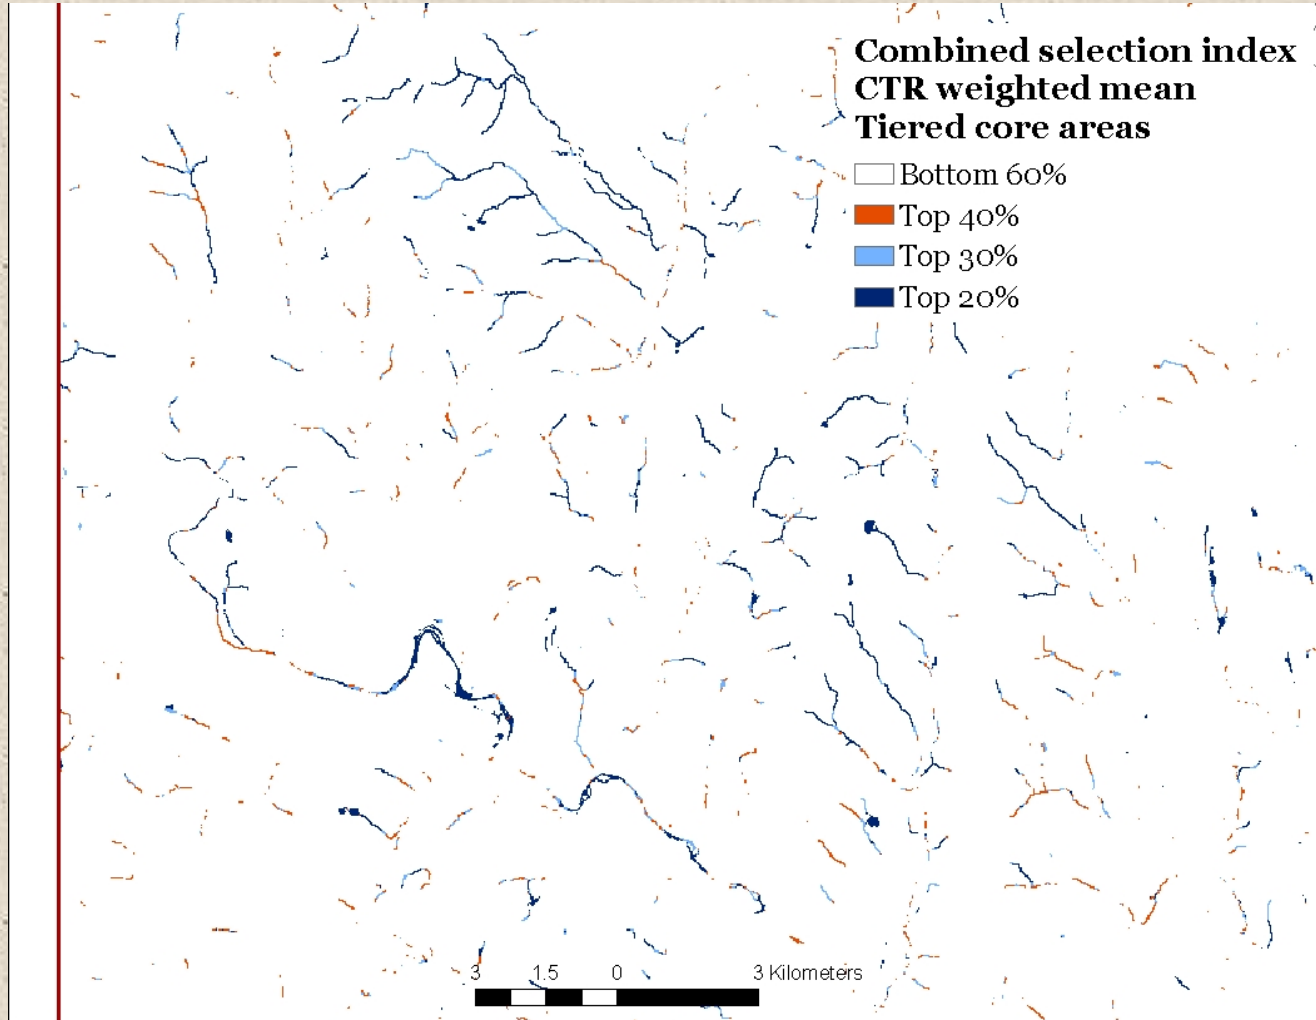 Combined selection index
CTR weighted mean
Tiered core areas
Bottom 60%
Top 40%
Top 30%
Top 20%
3 1.5 0 3 Kilometers